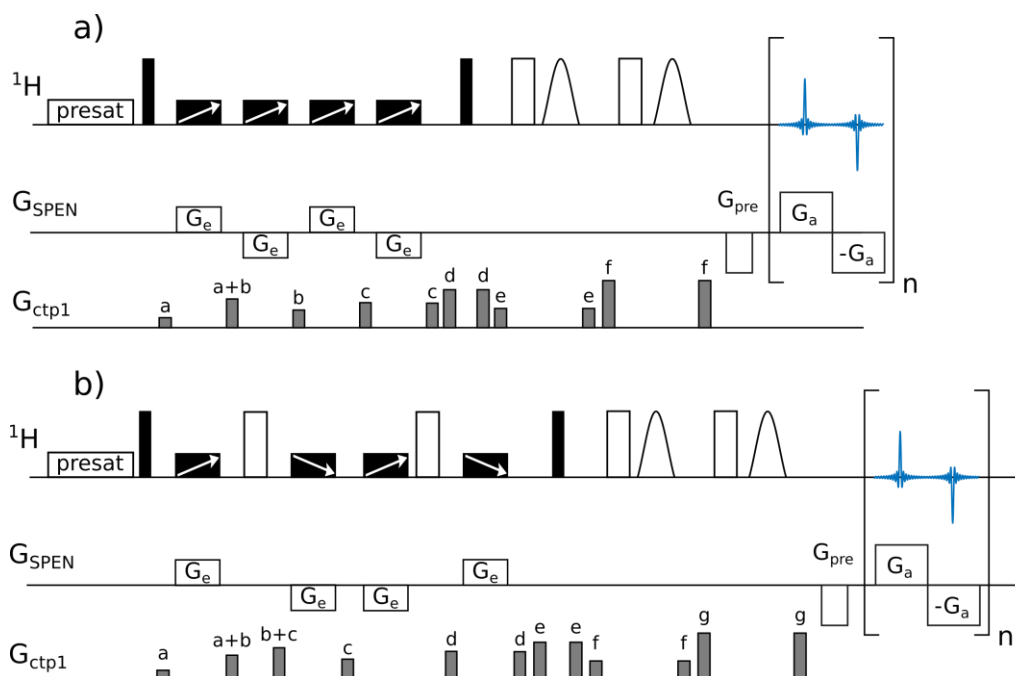 a)
1H
presat
GSPEN
Ge
Ge
Ge
Ge
Gpre
Ga
-Ga
n
Gctp1
a
a+b
b
c
c
d
d
e
e
f
f
b)
1H
presat
GSPEN
Ge
Ge
Ge
Ge
Gpre
Ga
-Ga
n
Gctp1
a
a+b
b+c
c
d
d
e
e
f
f
g
g